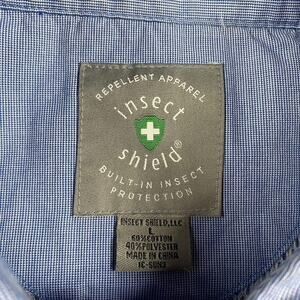 REPELLENT APPAREL
insect
shield®
BUILT-IN INSECT
PROTECTION
INSECT SHIELD,LLC
L
60%COTTON
40%POLYESTER
MADE IN CHINA